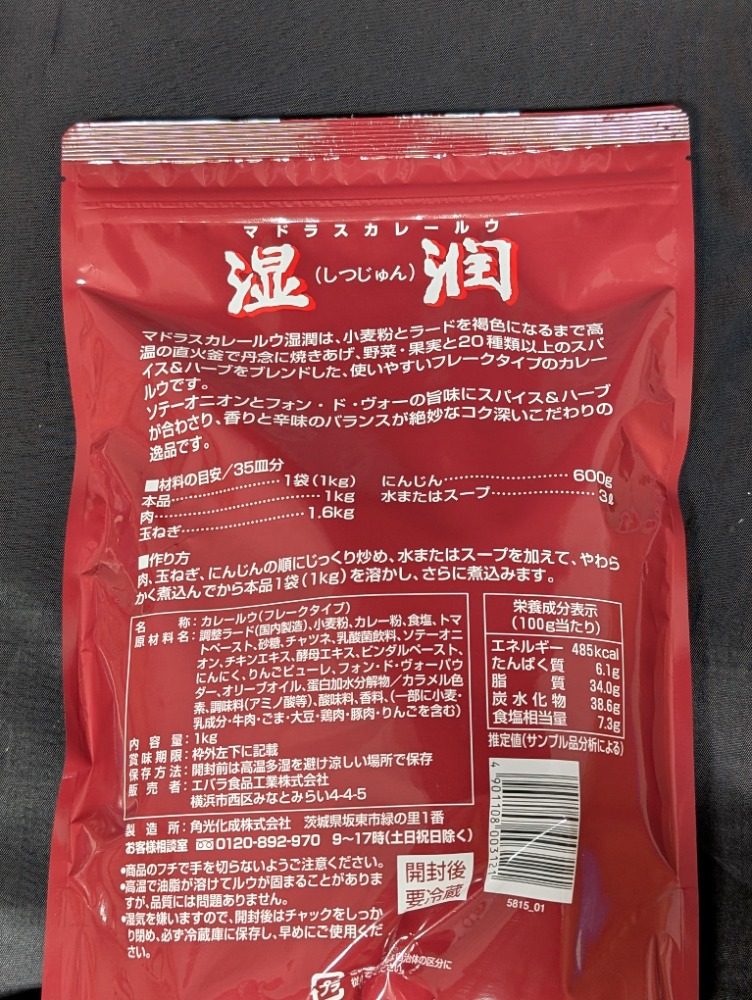 マドラスカレールウ
湿(しつじゅん)潤
マドラスカレールウ湿潤は、小麦粉とラードを褐色になるまで高
温の直火釜で丹念に焼きあげ、野菜・果実と20種類以上のスパ
イス&ハーブをブレンドした、使いやすいフレークタイプのカレー
ルウです。
ソテーオニオンとフォン・ド・ヴォーの旨味にスパイス&ハーブ
が合わさり、香りと辛味のバランスが絶妙なコク深いこだわりの
逸品です。
■材料の目安/35皿分
本品…………………1袋(1kg)
肉……………………1kg
玉ねぎ………………1.6kg
にんじん……………600g
水またはスープ……………3ℓ
■作り方
肉、玉ねぎ、にんじんの順にじっくり炒め、水またはスープを加えて、やわら
かく煮込んでから本品1袋(1kg)を溶かし、さらに煮込みます。
名称:カレールウ(フレークタイプ)
原材料名:調整ラード(国内製造)、小麦粉、カレー粉、食塩、トマ
トペースト、砂糖、チャツネ、乳酸菌飲料、ソテーオニ
オン、チキンエキス、酵母エキス、ビンダルペースト、
にんにく、りんごピューレ、フォン・ド・ヴォーパウ
ダー、オリーブオイル、蛋白加水分解物/カラメル色
素、調味料(アミノ酸等)、酸味料、香料、(一部に小麦・
乳成分・牛肉・ごま・大豆・鶏肉・豚肉・りんごを含む)
内容量:1kg
賞味期限:枠外左下に記載
保存方法:開封前は高温多湿を避け涼しい場所で保存
販売者:エバラ食品工業株式会社
横浜市西区みなとみらい4-4-5
栄養成分表示
(100g当たり)
エネルギー 485kcal
たんぱく質 6.1g
脂質 34.0g
炭水化物 38.6g
食塩相当量 7.3g
推定値(サンプル品分析による)
製造所:角光化成株式会社 茨城県坂東市緑の里1番
お客様相談室 0120-892-970 9~17時(土日祝日除く)
•商品のフチで手を切らないようご注意ください。
•高温で油脂が溶けてルウが固まることがありま
すが、品質には問題ありません。
•湿気を嫌いますので、開封後はチャックをしっか
り閉め、必ず冷蔵庫に保存し、早めにご使用くだ
さい。
開封後
要冷蔵
4 901108 003121
5815_01
プラ
治体の区分に